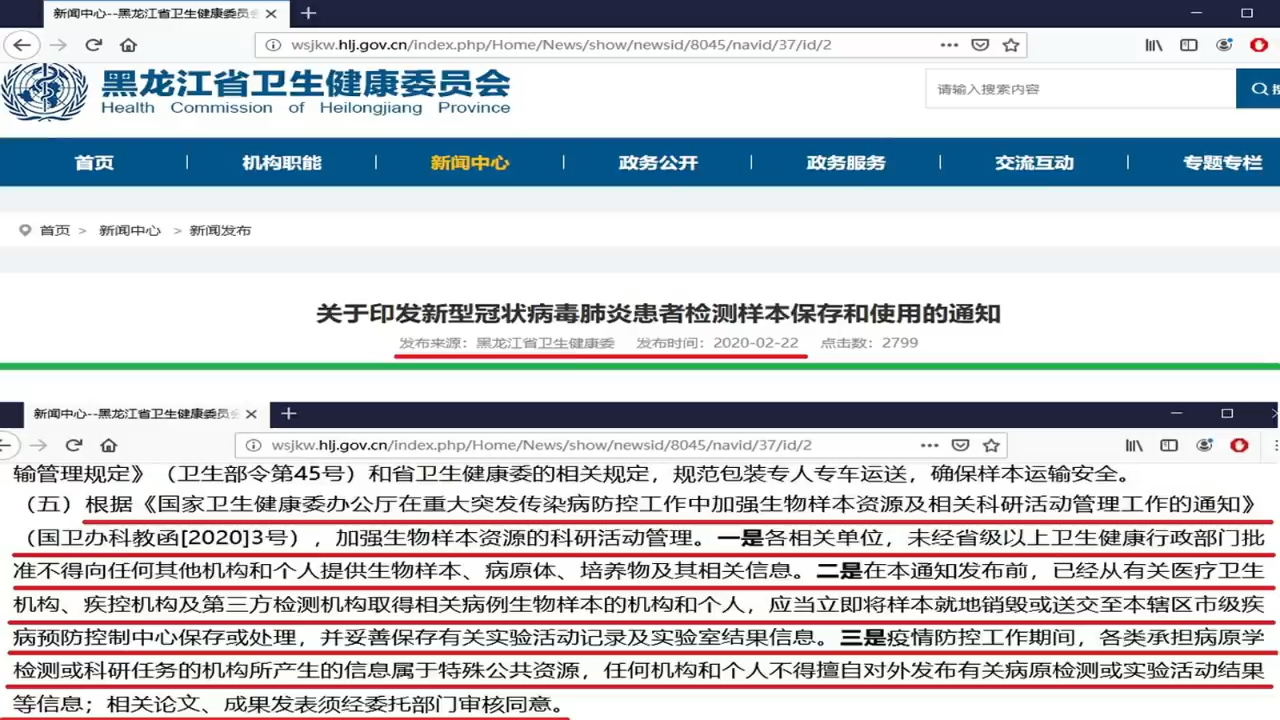 新闻中心--黑龙江省卫生健康委员会
wsjkw.hlj.gov.cn/index.php/Home/News/show/newsid/8045/navid/37/id/2
黑龙江省卫生健康委员会
Health Commission of Heilongjiang Province
请输入搜索内容
首页 机构职能 新闻中心 政务公开 政务服务 交流互动 专题专栏
首页 > 新闻中心 > 新闻发布
关于印发新型冠状病毒肺炎患者检测样本保存和使用的通知
发布来源：黑龙江省卫生健康委 发布时间：2020-02-22 点击数：2799
新闻中心--黑龙江省卫生健康委员会
wsjkw.hlj.gov.cn/index.php/Home/News/show/newsid/8045/navid/37/id/2
输管理规定》（卫生部令第45号）和省卫生健康委的相关规定，规范包装专人专车运送，确保样本运输安全。
（五）根据《国家卫生健康委办公厅在重大突发传染病防控工作中加强生物样本资源及相关科研活动管理工作的通知》
（国卫办科教函[2020]3号），加强生物样本资源的科研活动管理。一是各相关单位，未经省级以上卫生健康行政部门批
准不得向任何其他机构和个人提供生物样本、病原体、培养物及其相关信息。二是在本通知发布前，已经从有关医疗卫生
机构、疾控机构及第三方检测机构取得相关病例生物样本的机构和个人，应当立即将样本就地销毁或送交至本辖区市级疾
病预防控制中心保存或处理，并妥善保存有关实验活动记录及实验室结果信息。三是疫情防控工作期间，各类承担病原学
检测或科研任务的机构所产生的信息属于特殊公共资源，任何机构和个人不得擅自对外发布有关病原检测或实验活动结果
等信息；相关论文、成果发表须经委托部门审核同意。